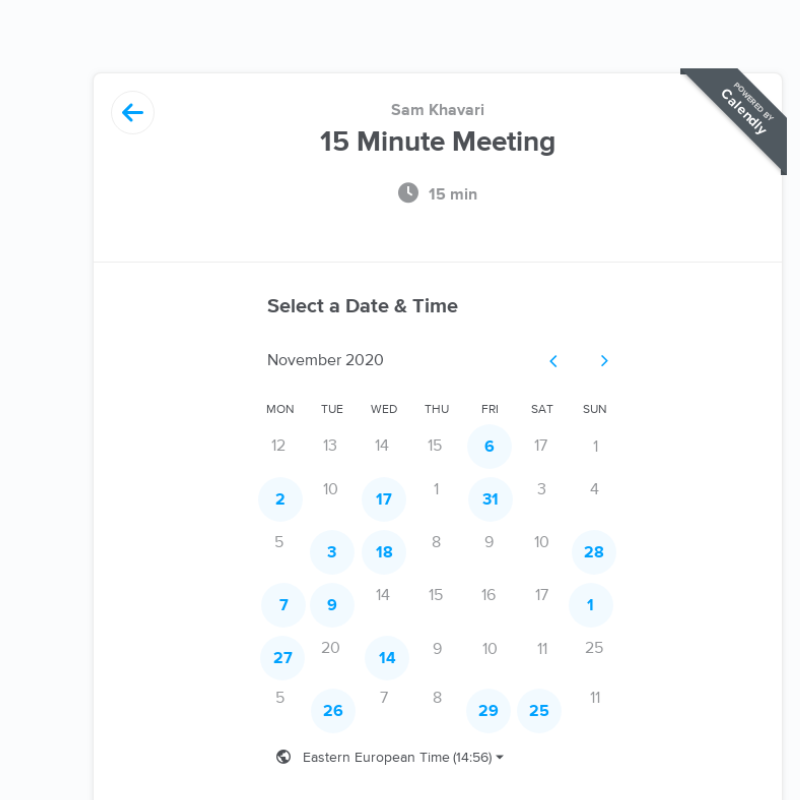 POWERED BY
Calendly
Sam Khavari
15 Minute Meeting
15 min
Select a Date & Time
November 2020
MON TUE WED THU FRI SAT SUN
12 13 14 15 6 17 1
2 10 17 1 31 3 4
5 3 18 8 9 10 28
7 9 14 15 16 17 1
27 20 14 9 10 11 25
5 26 7 8 29 25 11
Eastern European Time (14:56)